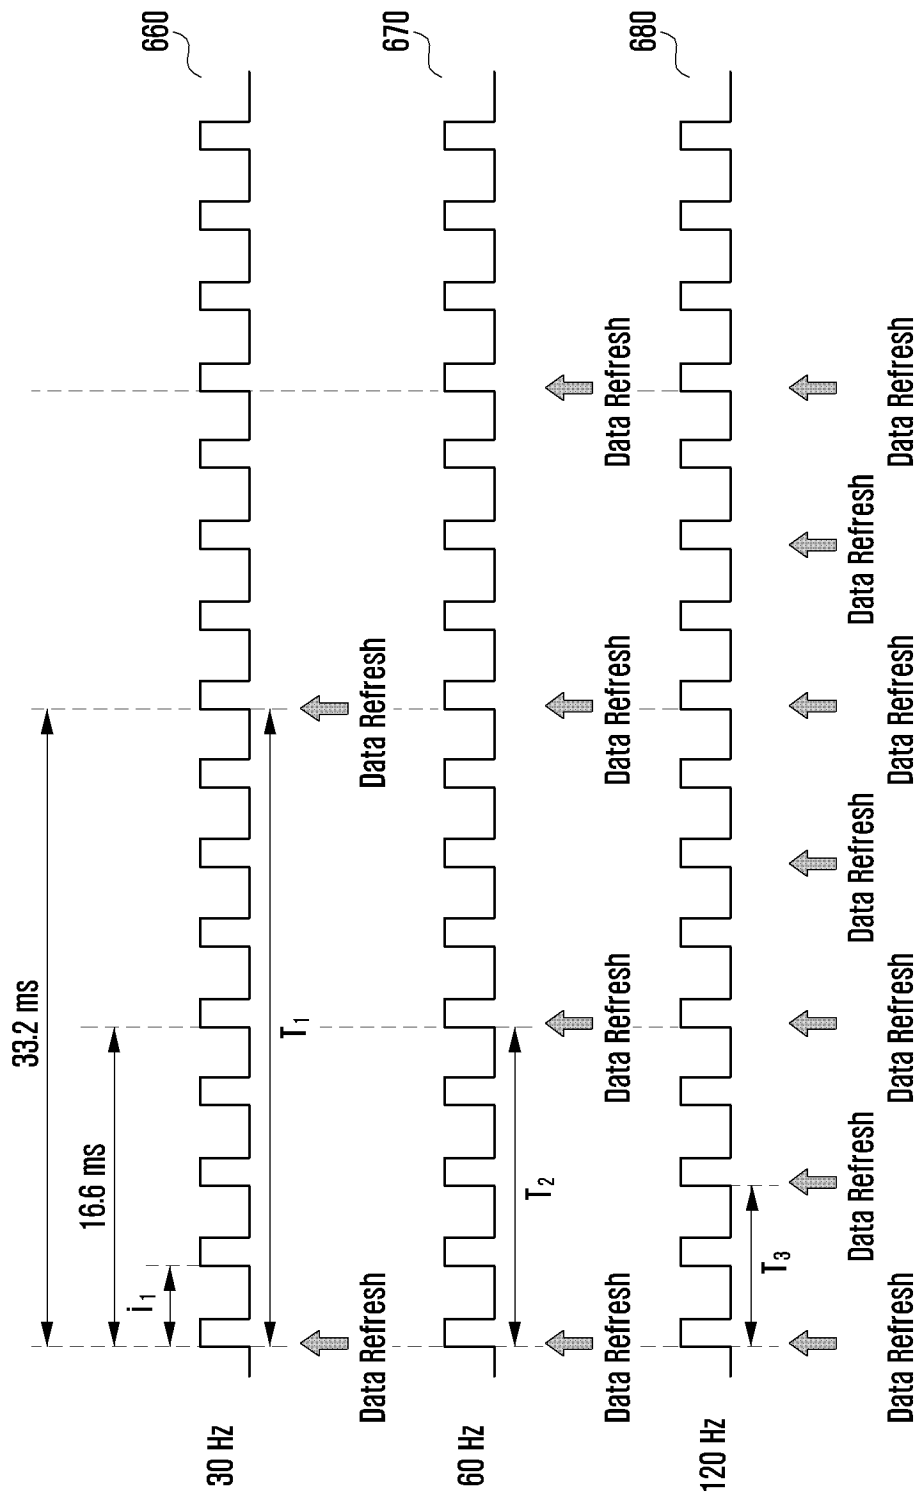 33.2 ms
16.6 ms
i₁
30 Hz
660
T₁
Data Refresh
Data Refresh
60 Hz
670
T₂
Data Refresh
Data Refresh
Data Refresh
Data Refresh
120 Hz
680
T₃
Data Refresh
Data Refresh
Data Refresh
Data Refresh
Data Refresh
Data Refresh
Data Refresh